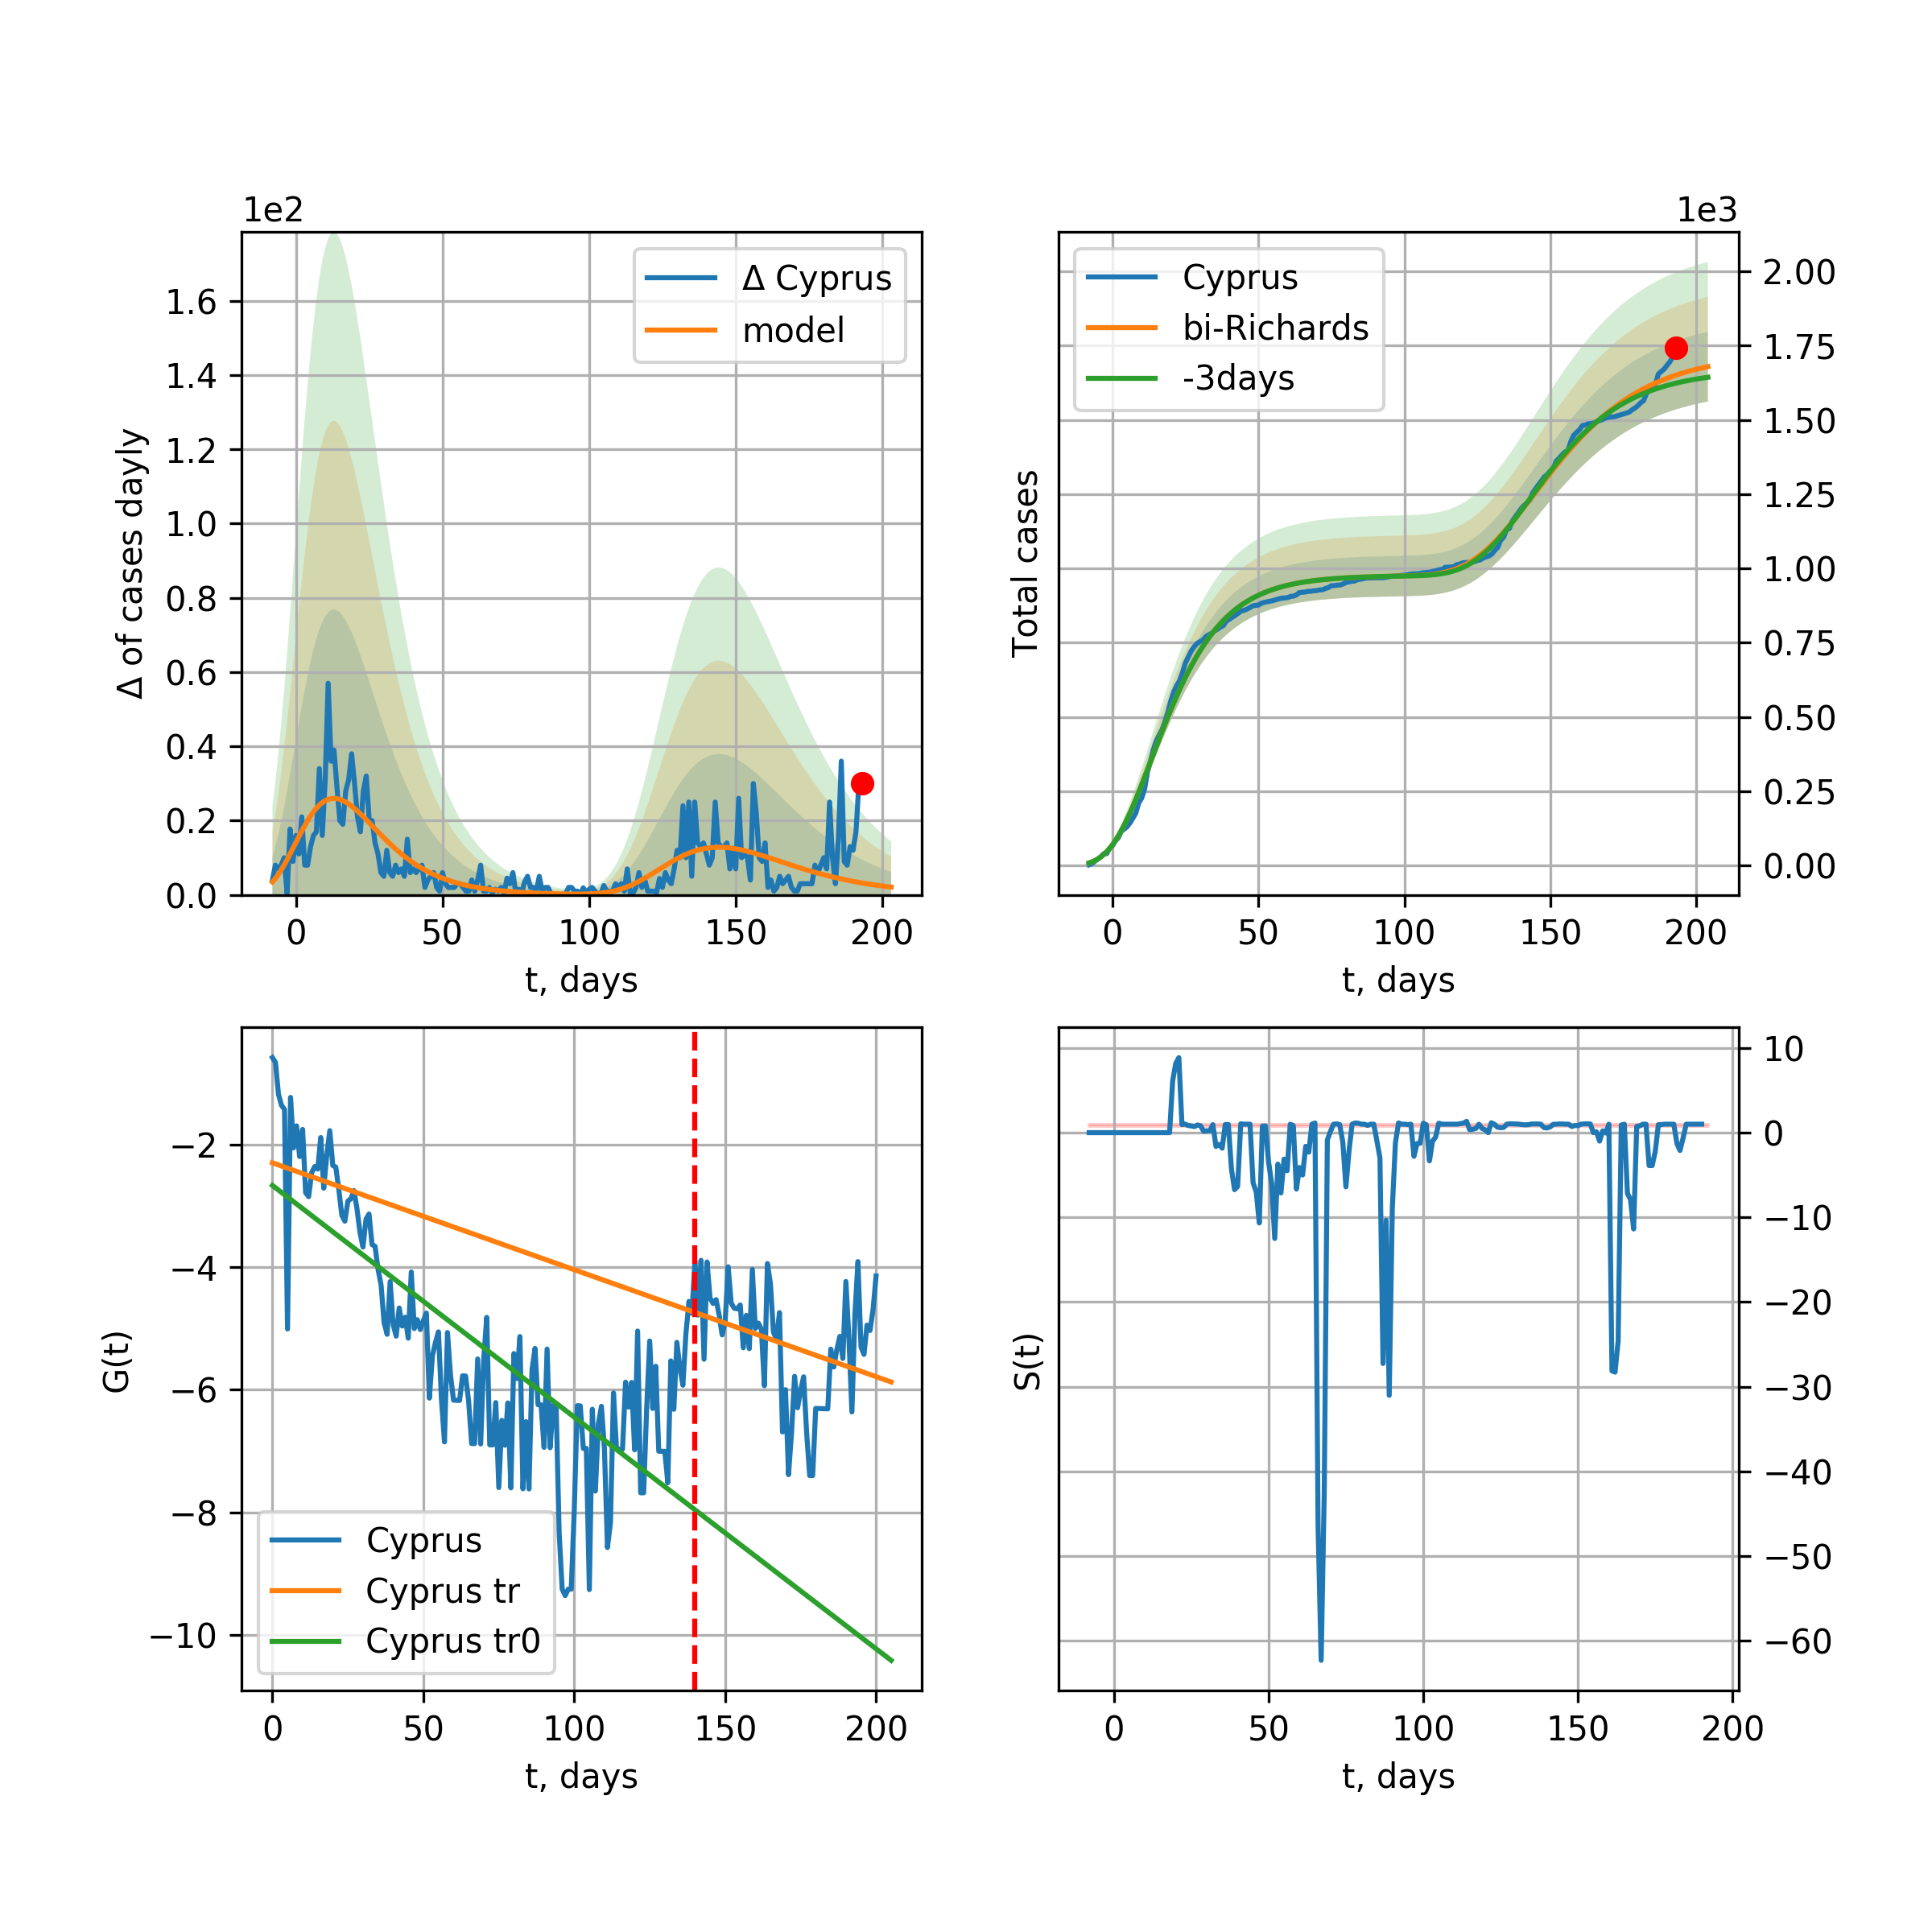 1e2
Δ of cases dayly
1.6
1.4
1.2
1.0
0.8
0.6
0.4
0.2
0.0
0 50 100 150 200
t, days
Δ Cyprus
model
1e3
Total cases
Cyprus
bi-Richards
-3days
2.00
1.75
1.50
1.25
1.00
0.75
0.50
0.25
0.00
0 50 100 150 200
t, days
G(t)
−2
−4
−6
−8
−10
Cyprus
Cyprus tr
Cyprus tr0
0 50 100 150 200
t, days
S(t)
10
0
−10
−20
−30
−40
−50
−60
0 50 100 150 200
t, days